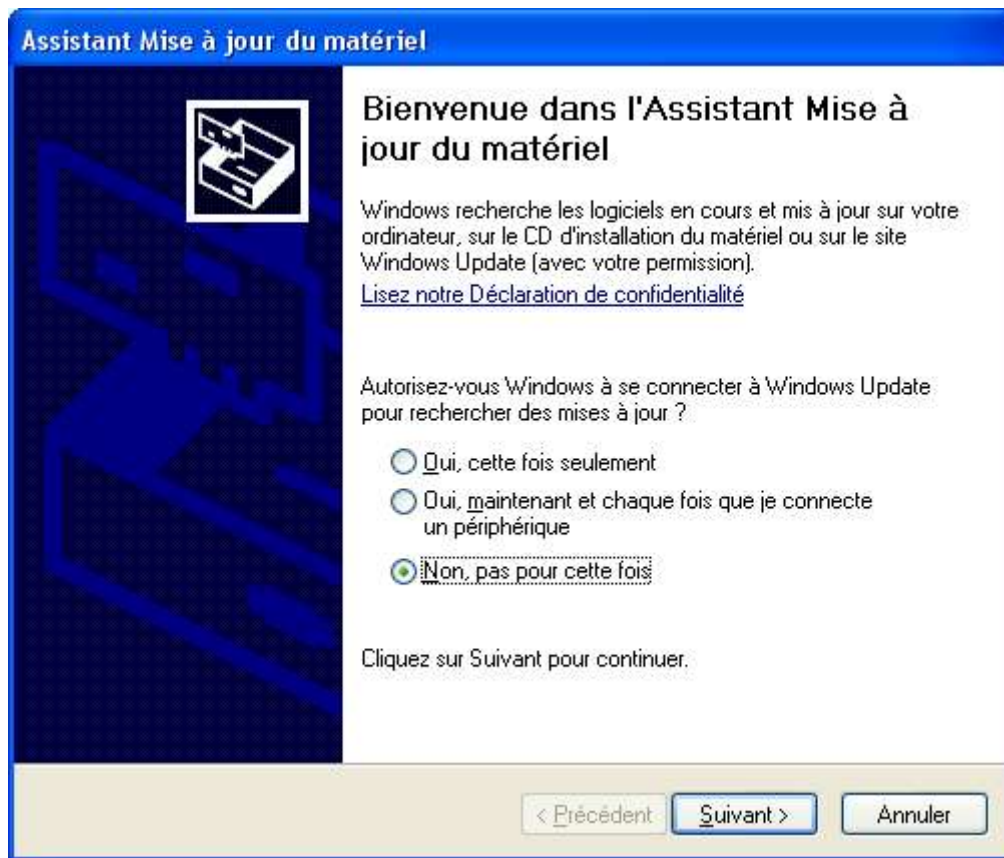 Assistant Mise à jour du matériel
Bienvenue dans l'Assistant Mise à
jour du matériel
Windows recherche les logiciels en cours et mis à jour sur votre
ordinateur, sur le CD d'installation du matériel ou sur le site
Windows Update (avec votre permission).
Lisez notre Déclaration de confidentialité
Autorisez-vous Windows à se connecter à Windows Update
pour rechercher des mises à jour ?
Oui, cette fois seulement
Oui, maintenant et chaque fois que je connecte
un périphérique
Non, pas pour cette fois
Cliquez sur Suivant pour continuer.
< Précédent
Suivant >
Annuler